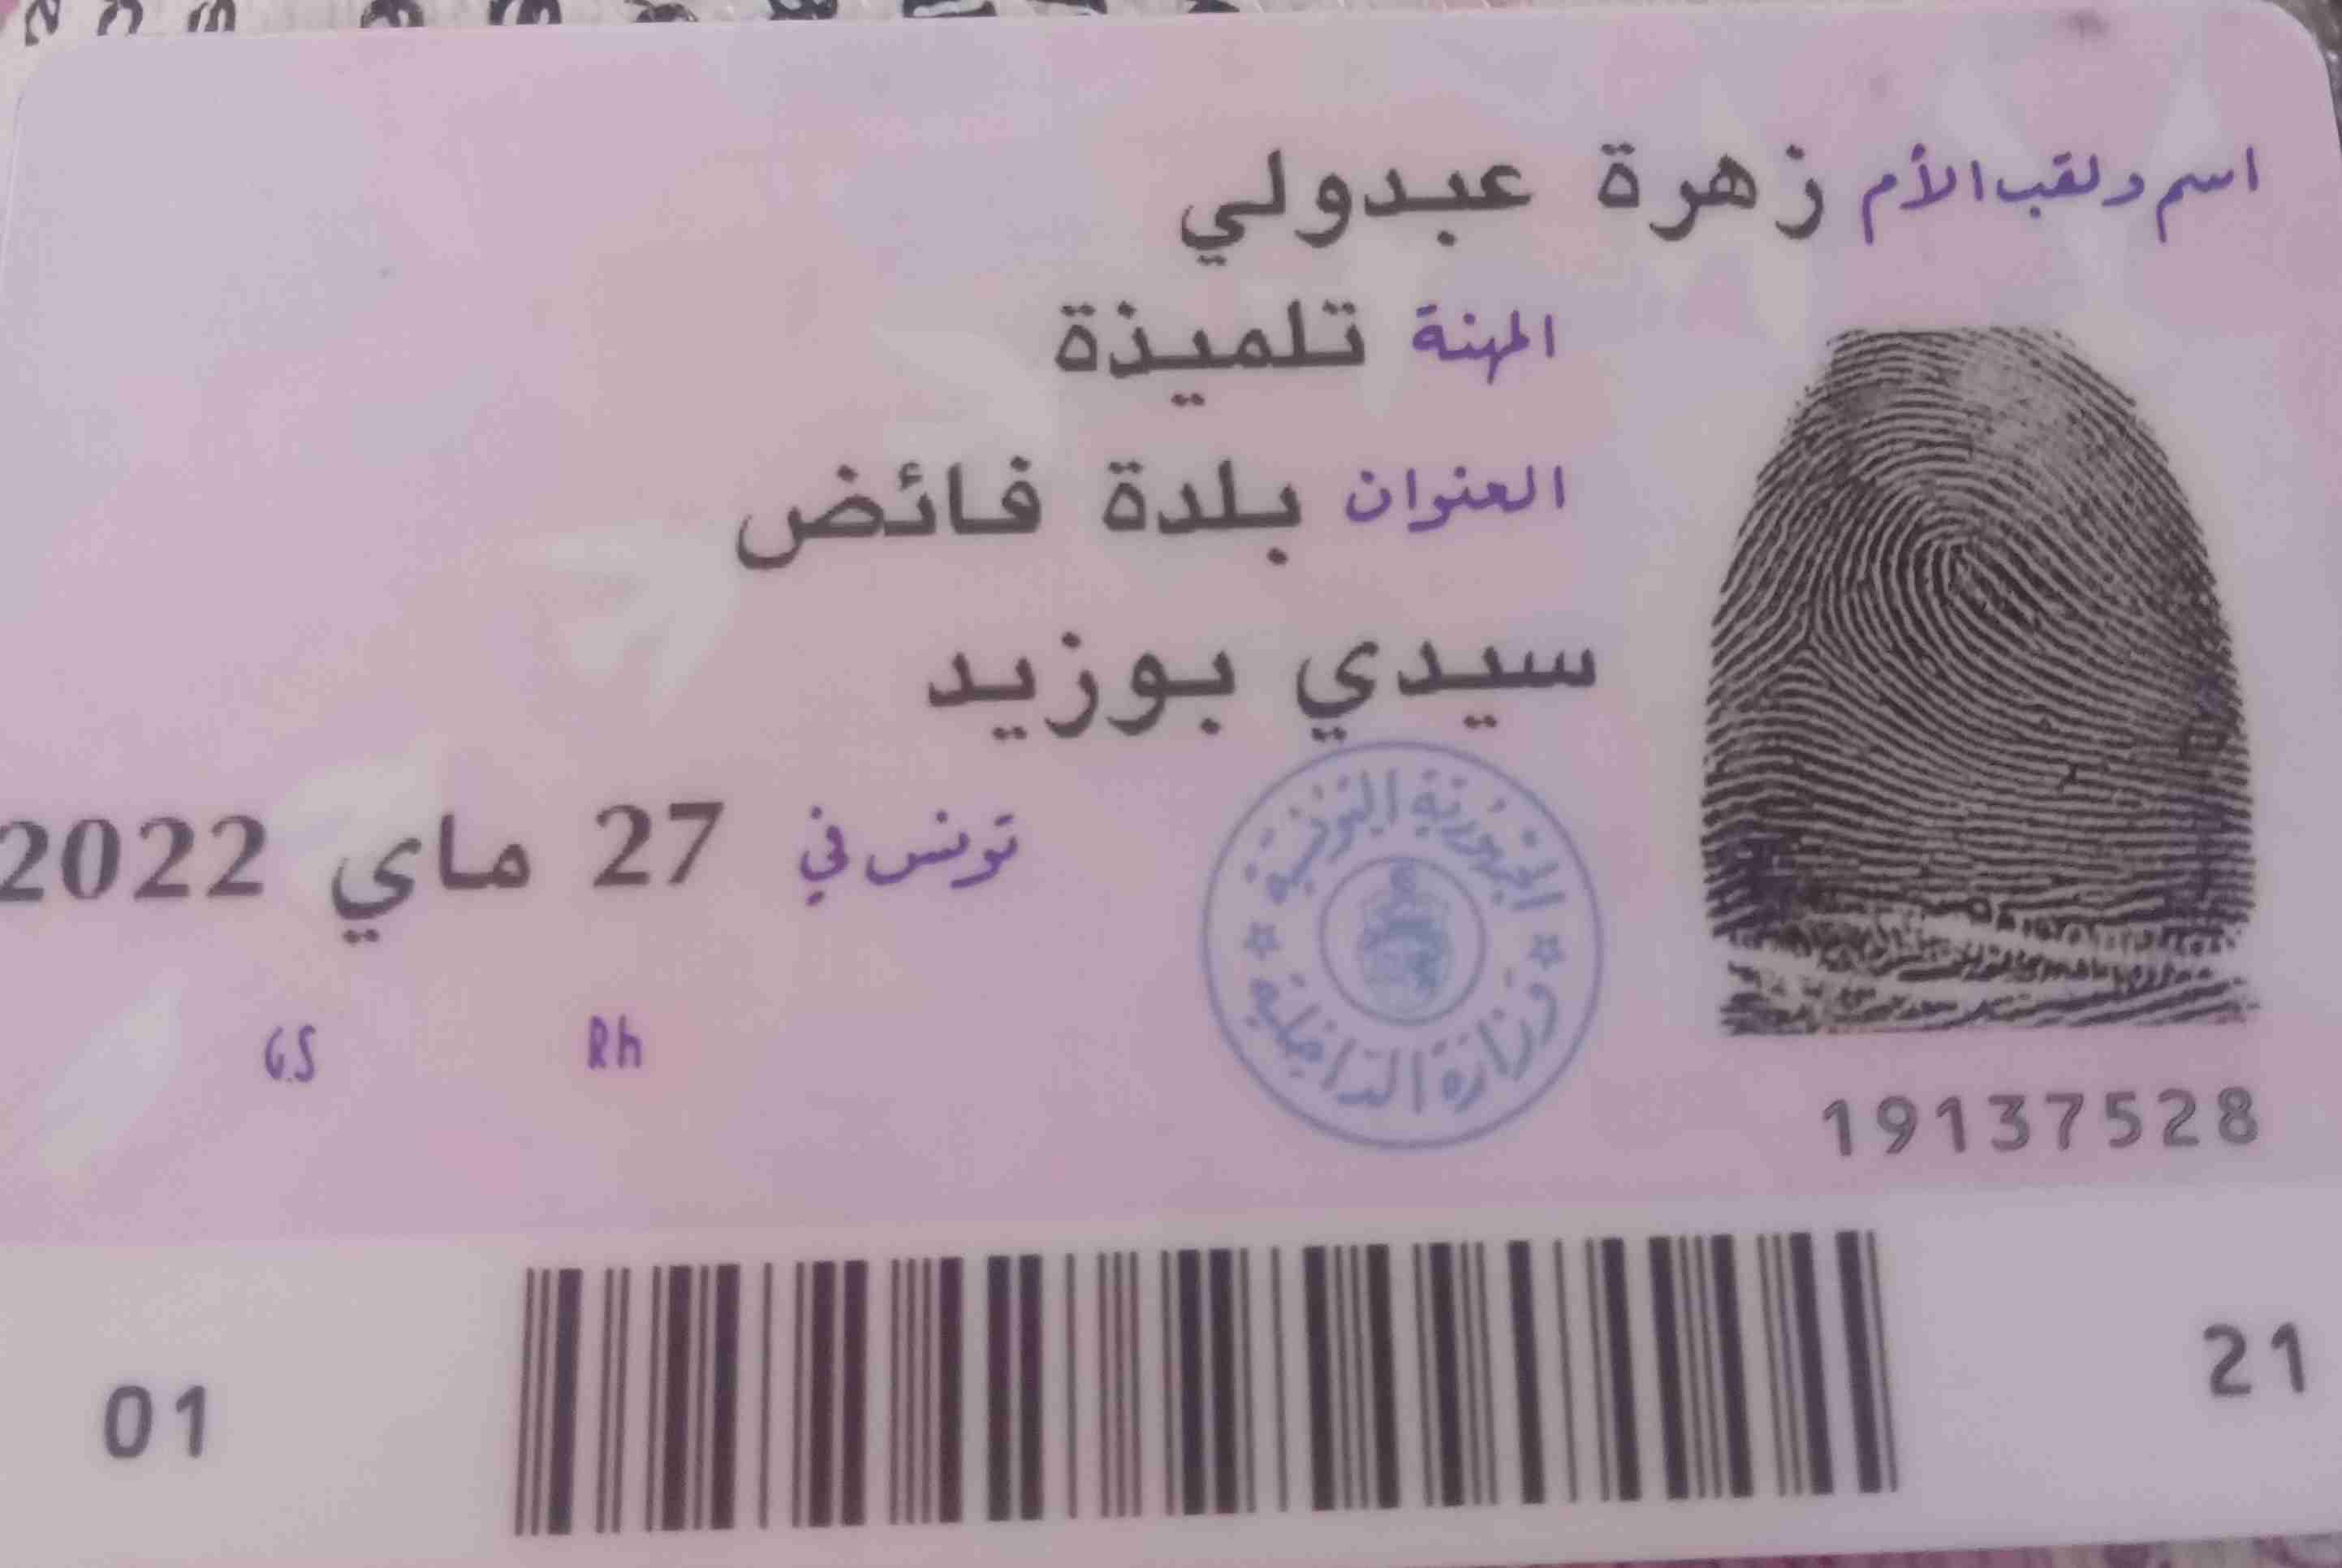 اسم ولقب الأم زهرة عبدولي
المهنة تلميذة
العنوان بلدة فائض
سيدي بوزيد
تونس في 27 ماي 2022
الجمهورية التونسية
وزارة الداخلية
GS Rh
19137528
01 21